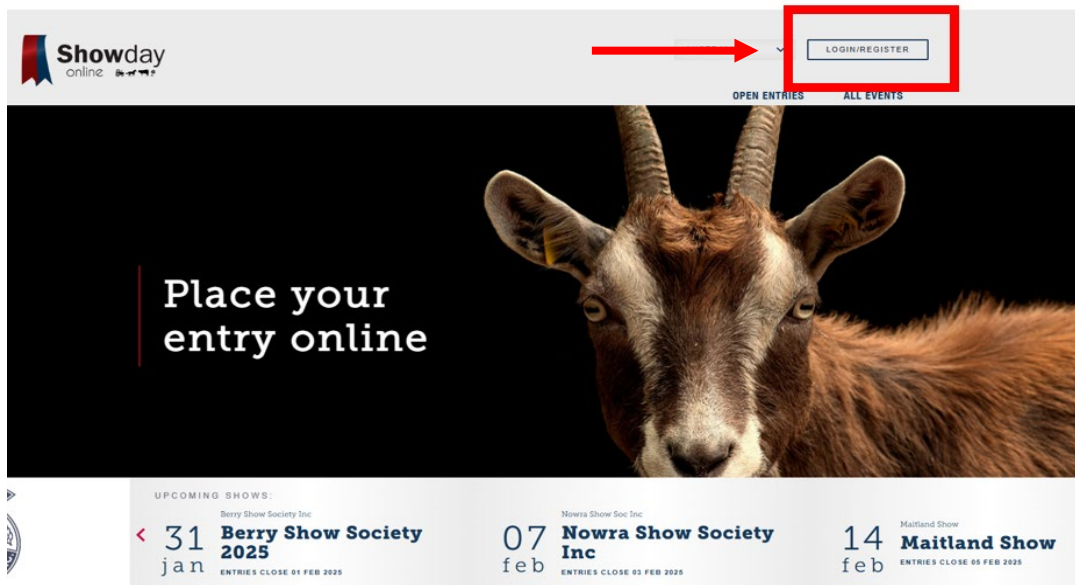 Showday
online
LOGIN/REGISTER
OPEN ENTRIES ALL EVENTS
Place your
entry online
UPCOMING SHOWS:
Berry Show Society Inc
31 jan
Berry Show Society
2025
ENTRIES CLOSE 01 FEB 2025
Nowra Show Soc Inc
07 feb
Nowra Show Society
Inc
ENTRIES CLOSE 03 FEB 2025
Maitland Show
14 feb
Maitland Show
ENTRIES CLOSE 05 FEB 2025